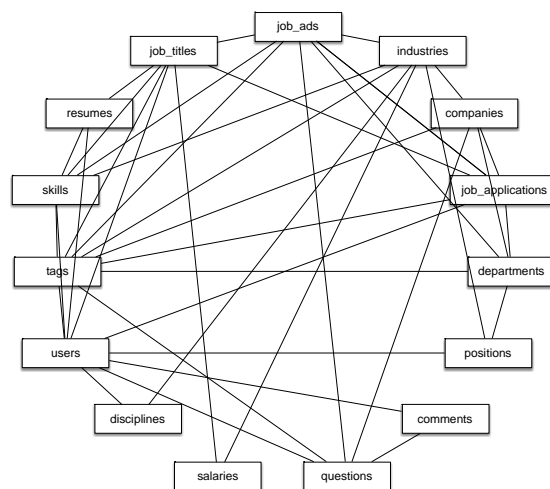 job_ads
job_titles
industries
resumes
companies
skills
job_applications
tags
departments
users
positions
disciplines
comments
salaries
questions